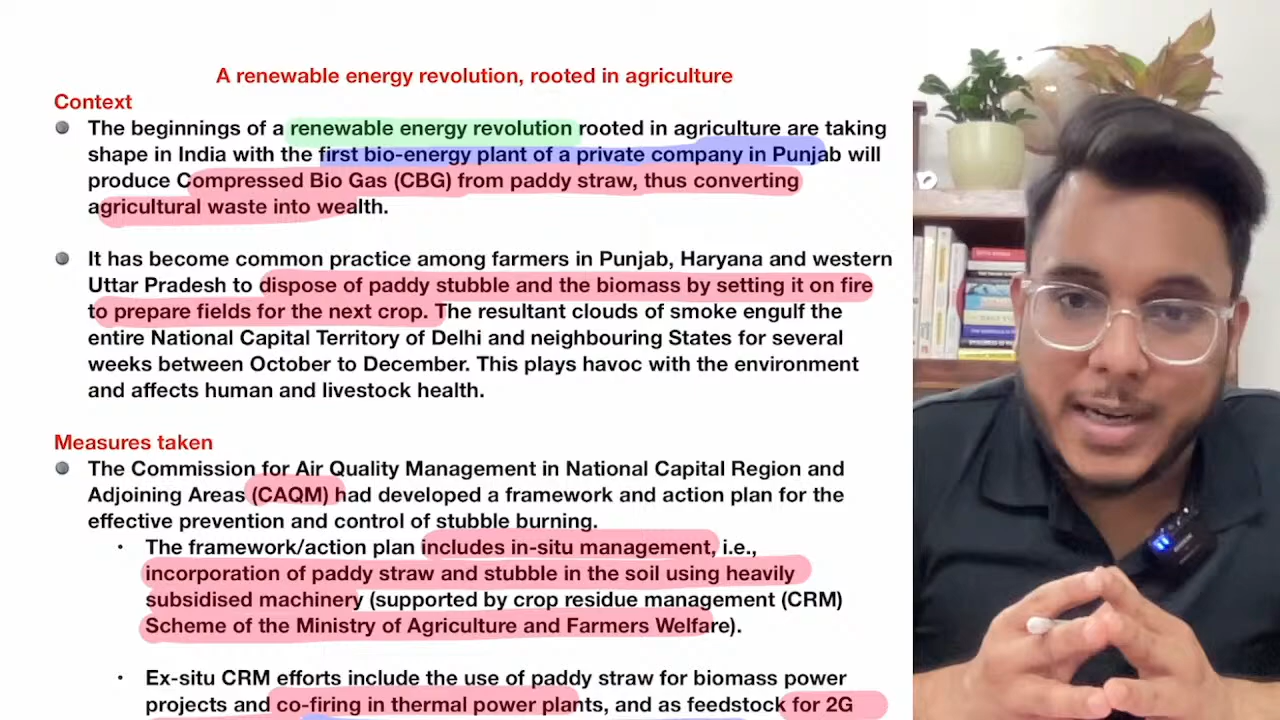 A renewable energy revolution, rooted in agriculture
Context
The beginnings of a renewable energy revolution rooted in agriculture are taking
shape in India with the first bio-energy plant of a private company in Punjab will
produce Compressed Bio Gas (CBG) from paddy straw, thus converting
agricultural waste into wealth.
It has become common practice among farmers in Punjab, Haryana and western
Uttar Pradesh to dispose of paddy stubble and the biomass by setting it on fire
to prepare fields for the next crop. The resultant clouds of smoke engulf the
entire National Capital Territory of Delhi and neighbouring States for several
weeks between October to December. This plays havoc with the environment
and affects human and livestock health.
Measures taken
The Commission for Air Quality Management in National Capital Region and
Adjoining Areas (CAQM) had developed a framework and action plan for the
effective prevention and control of stubble burning.
The framework/action plan includes in-situ management, i.e.,
incorporation of paddy straw and stubble in the soil using heavily
subsidised machinery (supported by crop residue management (CRM)
Scheme of the Ministry of Agriculture and Farmers Welfare).
Ex-situ CRM efforts include the use of paddy straw for biomass power
projects and co-firing in thermal power plants, and as feedstock for 2G